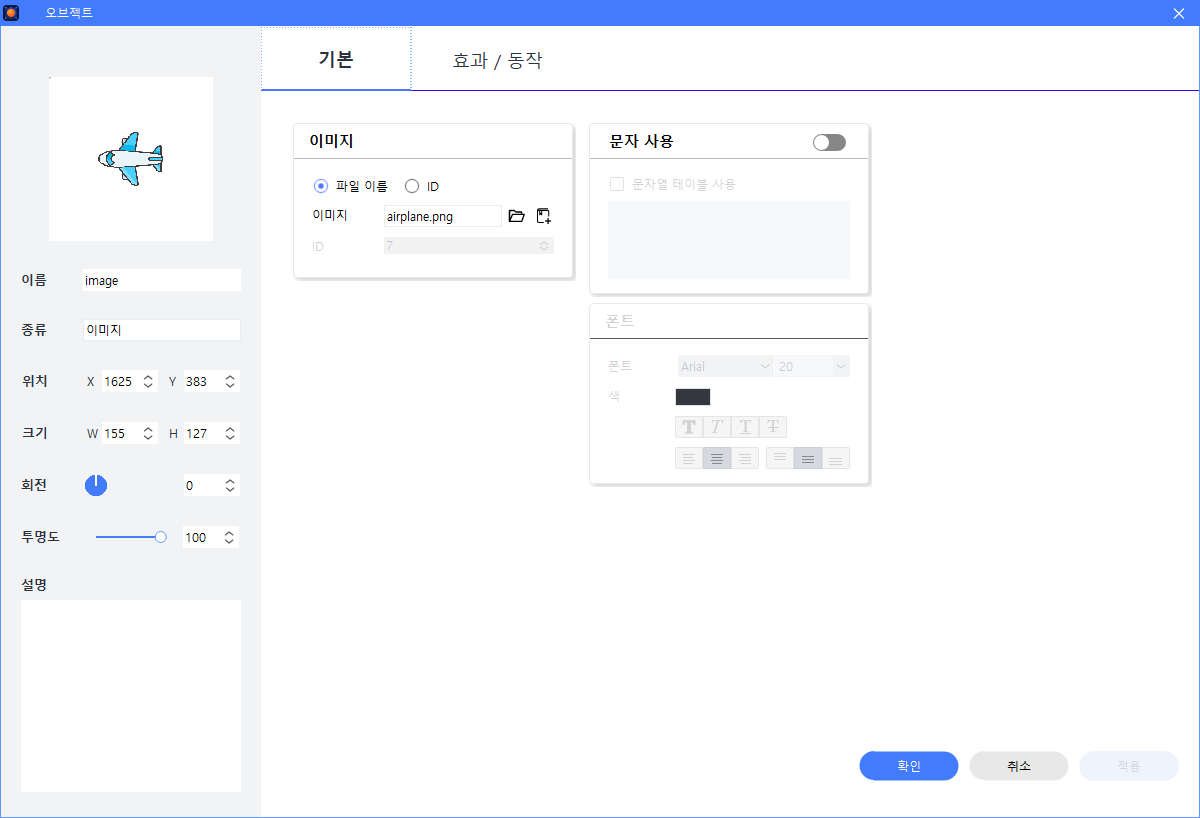 오브젝트
기본
효과 / 동작
이미지
파일 이름
ID
이미지
airplane.png
ID
7
문자 사용
문자열 테이블 사용
폰트
폰트
Arial
20
색
T T T T
이름
image
종류
이미지
위치
X 1625
Y 383
크기
W 155
H 127
회전
0
투명도
100
설명
확인
취소
적용